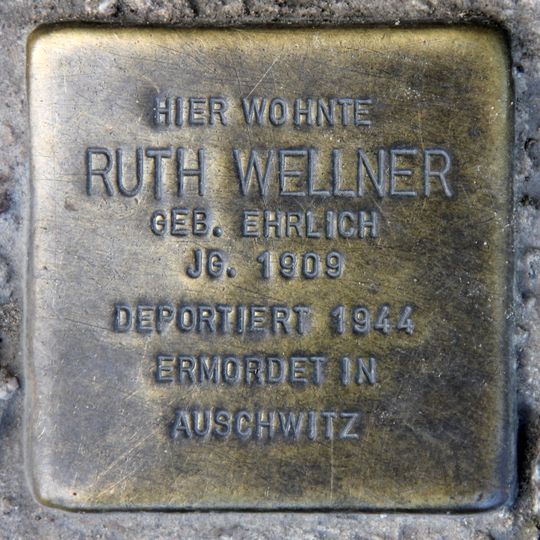 HIER WOHNTE
RUTH WELLNER
GEB. EHRLICH
JG. 1909
DEPORTIERT 1944
ERMORDET IN
AUSCHWITZ